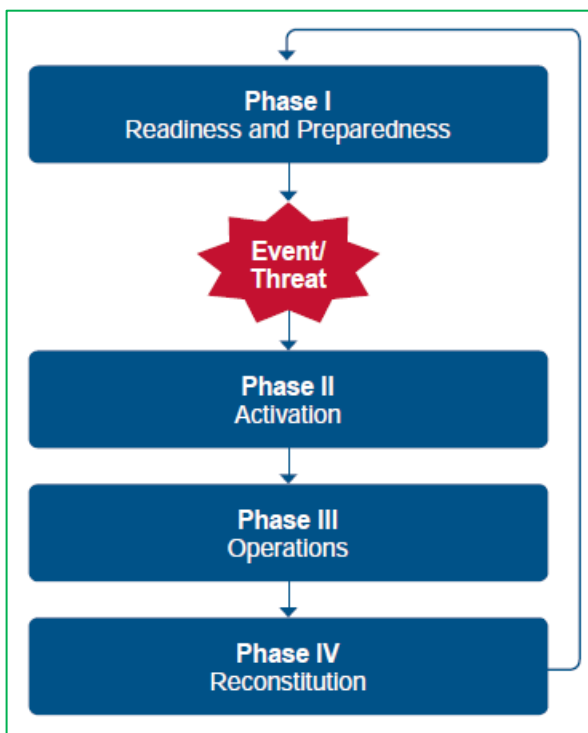 Phase I
Readiness and Preparedness
Event/
Threat
Phase II
Activation
Phase III
Operations
Phase IV
Reconstitution